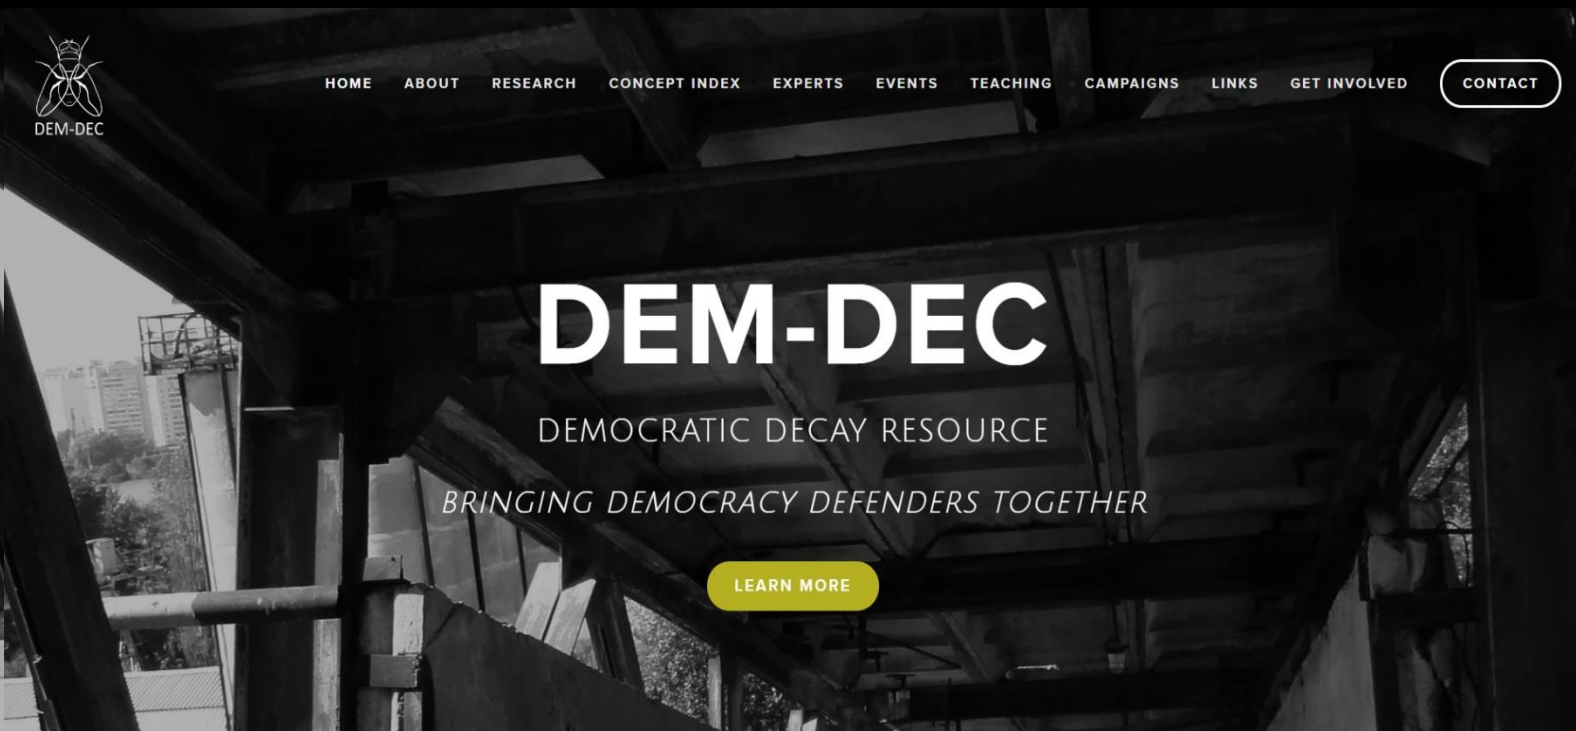 HOME ABOUT RESEARCH CONCEPT INDEX EXPERTS EVENTS TEACHING CAMPAIGNS LINKS GET INVOLVED CONTACT
DEM-DEC
DEM-DEC
DEMOCRATIC DECAY RESOURCE
BRINGING DEMOCRACY DEFENDERS TOGETHER
LEARN MORE